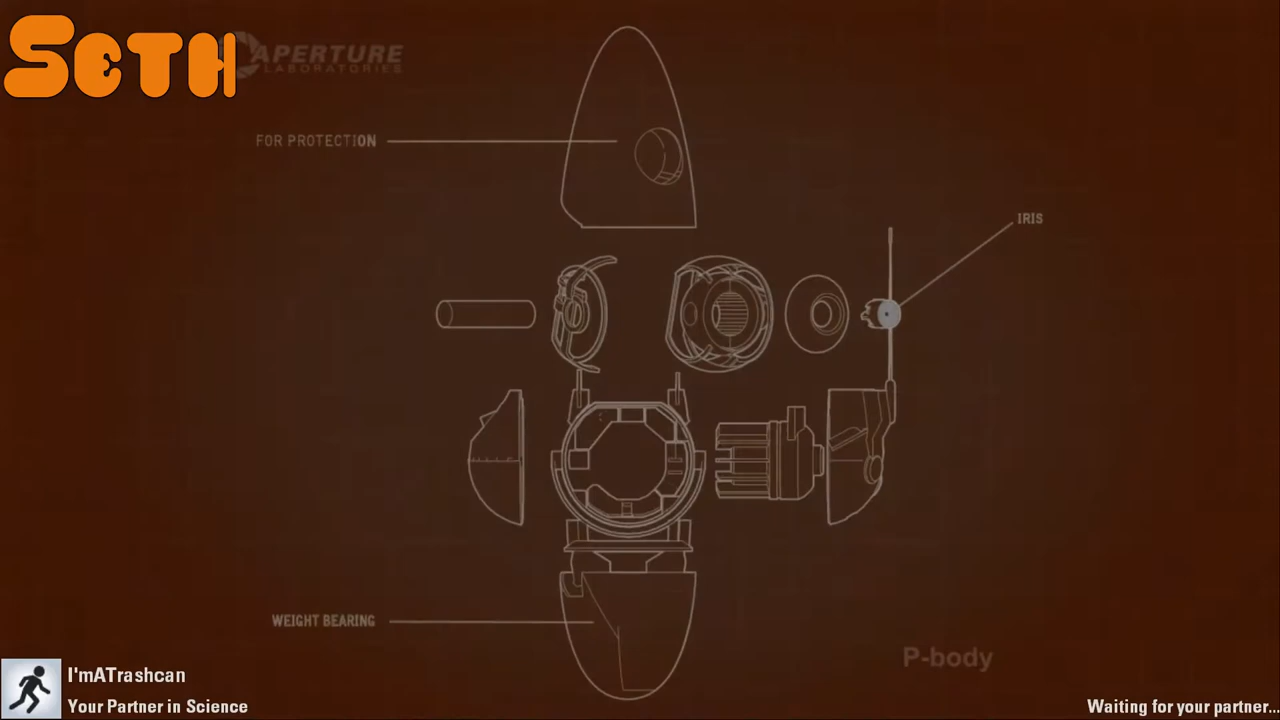 SETH
APERTURE
LABORATORIES
FOR PROTECTION
IRIS
WEIGHT BEARING
P-body
I'mATrashcan
Your Partner in Science
Waiting for your partner...